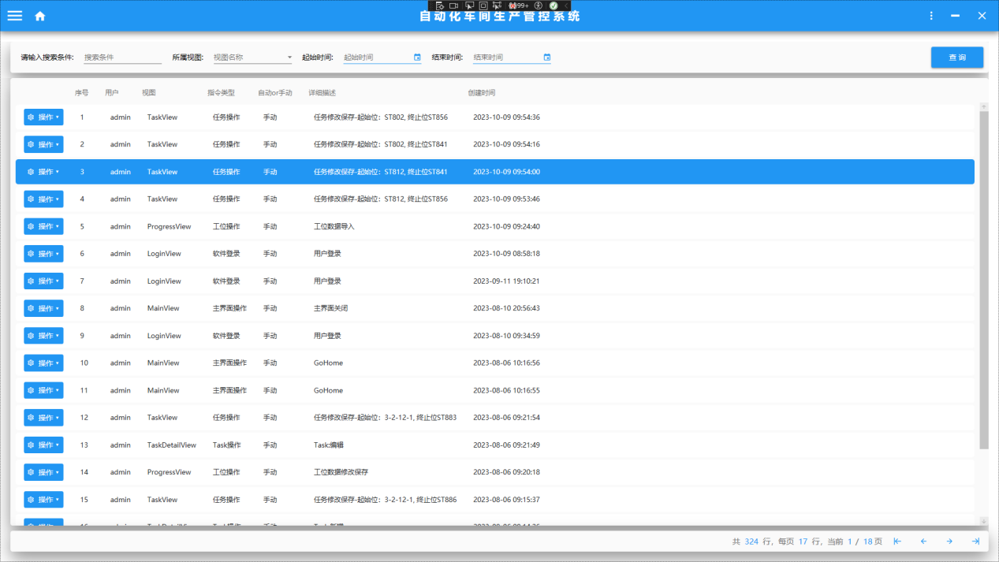 99+
自动化车间生产管控系统
请输入搜索条件: 搜索条件 所属视图: 视图名称 起始时间: 起始时间 结束时间: 结束时间 查 询
序号 用户 视图 指令类型 自动or手动 详细描述 创建时间
操作 1 admin TaskView 任务操作 手动 任务修改保存-起始位：ST802, 终止位ST856 2023-10-09 09:54:36
操作 2 admin TaskView 任务操作 手动 任务修改保存-起始位：ST802, 终止位ST841 2023-10-09 09:54:16
操作 3 admin TaskView 任务操作 手动 任务修改保存-起始位：ST812, 终止位ST841 2023-10-09 09:54:00
操作 4 admin TaskView 任务操作 手动 任务修改保存-起始位：ST812, 终止位ST856 2023-10-09 09:53:46
操作 5 admin ProgressView 工位操作 手动 工位数据导入 2023-10-09 09:24:40
操作 6 admin LoginView 软件登录 手动 用户登录 2023-10-09 08:58:18
操作 7 admin LoginView 软件登录 手动 用户登录 2023-09-11 19:10:21
操作 8 admin MainView 主界面操作 手动 主界面关闭 2023-08-10 20:56:43
操作 9 admin LoginView 软件登录 手动 用户登录 2023-08-10 09:34:59
操作 10 admin MainView 主界面操作 手动 GoHome 2023-08-06 10:16:56
操作 11 admin MainView 主界面操作 手动 GoHome 2023-08-06 10:16:55
操作 12 admin TaskView 任务操作 手动 任务修改保存-起始位：3-2-12-1, 终止位ST883 2023-08-06 09:21:54
操作 13 admin TaskDetailView Task操作 手动 Task:编辑 2023-08-06 09:21:49
操作 14 admin ProgressView 工位操作 手动 工位数据修改保存 2023-08-06 09:20:18
操作 15 admin TaskView 任务操作 手动 任务修改保存-起始位：3-2-12-1, 终止位ST886 2023-08-06 09:15:37
共 324 行, 每页 17 行, 当前 1 / 18 页